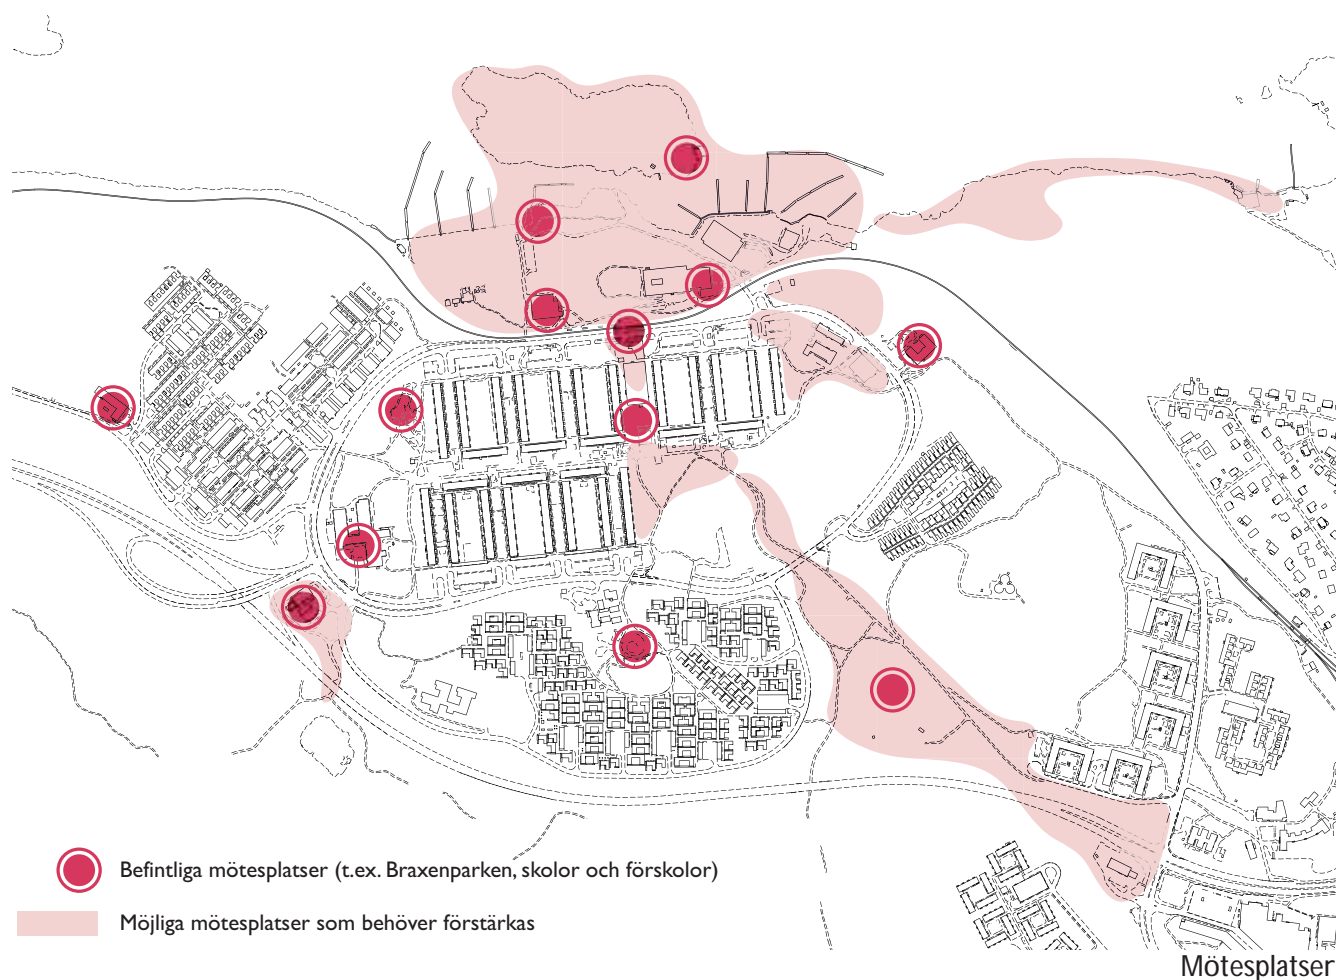 Befintliga mötesplatser (t.ex. Braxenparken, skolor och förskolor)
Möjliga mötesplatser som behöver förstärkas
Mötesplatser